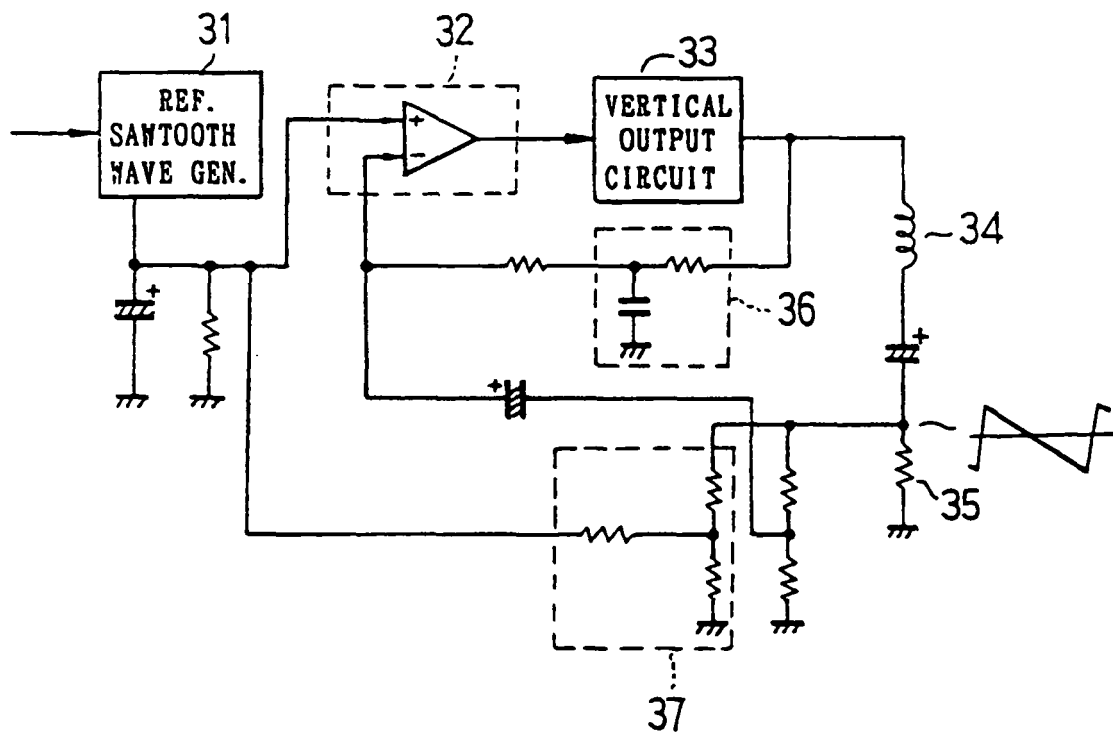 31
32
33
REF.
SAWTOOTH
WAVE GEN.
+
-
VERTICAL
OUTPUT
CIRCUIT
34
+
36
+
+
35
37